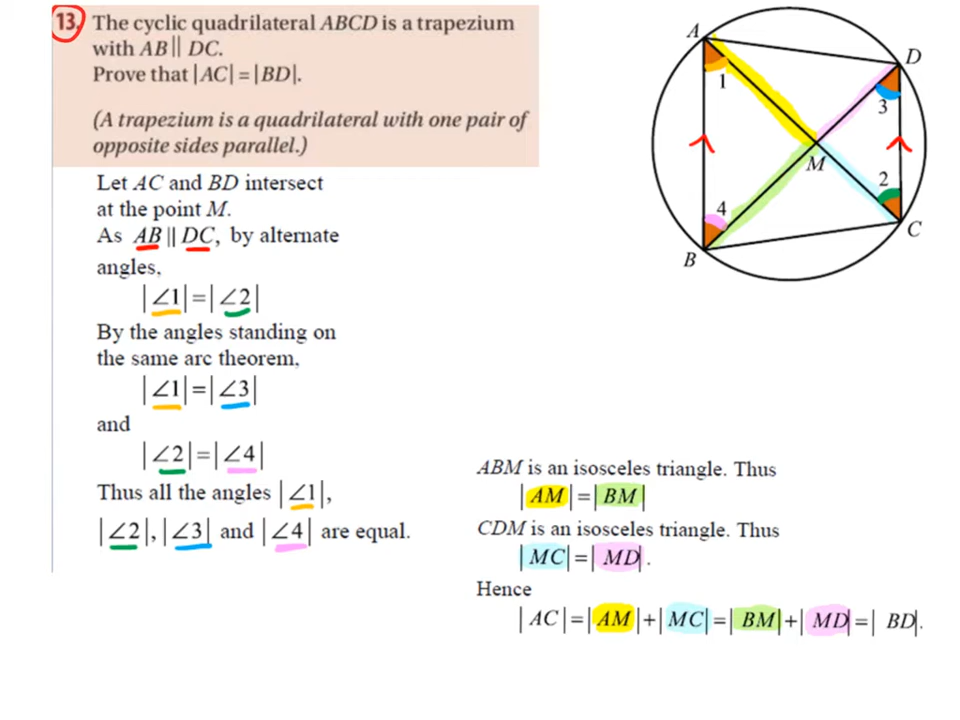 13. The cyclic quadrilateral ABCD is a trapezium
with AB || DC.
Prove that |AC| = |BD|.
(A trapezium is a quadrilateral with one pair of
opposite sides parallel.)
Let AC and BD intersect
at the point M.
As AB || DC, by alternate
angles,
|∠1|=|∠2|
By the angles standing on
the same arc theorem,
|∠1|=|∠3|
and
|∠2|=|∠4|
Thus all the angles |∠1|,
|∠2|, |∠3| and |∠4| are equal.
A
D
1
3
M
2
4
C
B
ABM is an isosceles triangle. Thus
|AM|=|BM|
CDM is an isosceles triangle. Thus
|MC|=|MD|.
Hence
|AC|=|AM|+|MC|=|BM|+|MD|=|BD|.